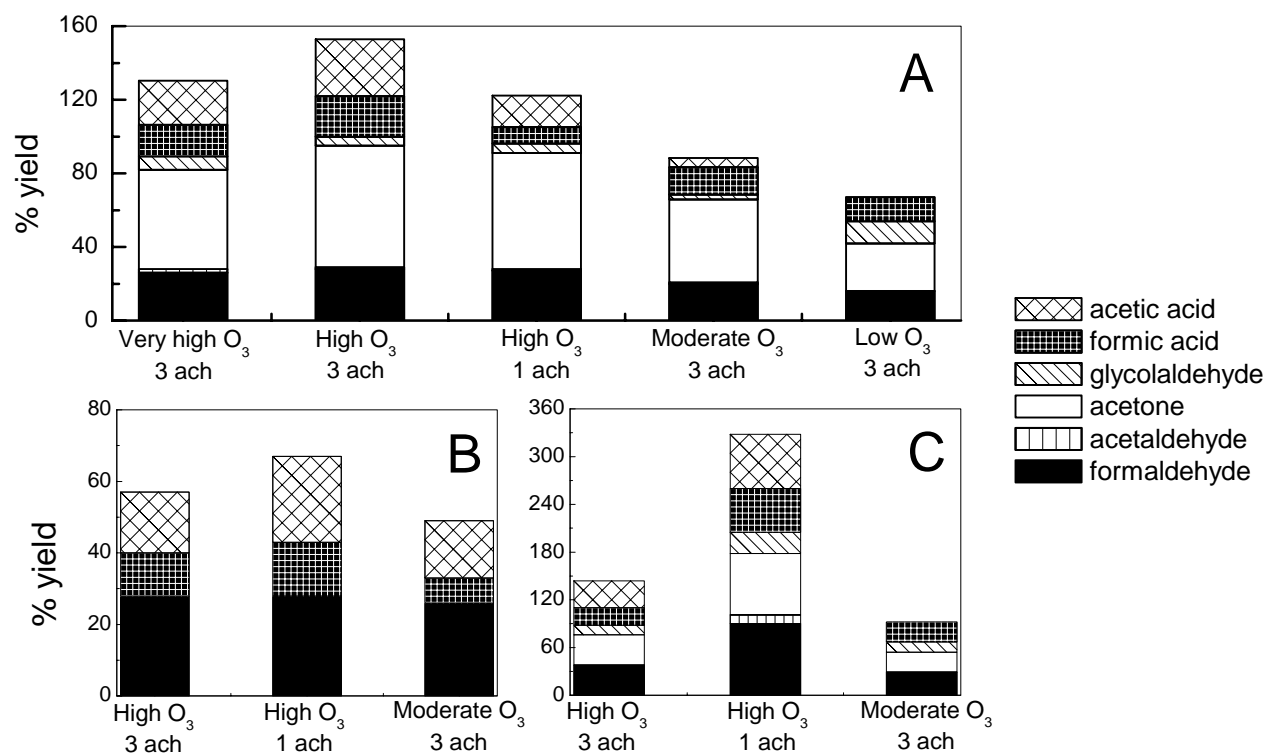 160
120
80
40
0
% yield
A
Very high O3
3 ach
High O3
3 ach
High O3
1 ach
Moderate O3
3 ach
Low O3
3 ach
acetic acid
formic acid
glycolaldehyde
acetone
acetaldehyde
formaldehyde
80
60
40
20
0
% yield
B
High O3
3 ach
High O3
1 ach
Moderate O3
3 ach
360
300
240
180
120
60
0
C
High O3
3 ach
High O3
1 ach
Moderate O3
3 ach